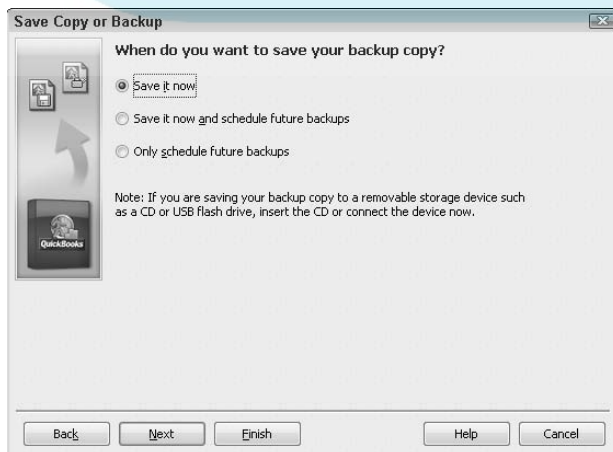 Save Copy or Backup
When do you want to save your backup copy?
Save it now
Save it now and schedule future backups
Only schedule future backups
Note: If you are saving your backup copy to a removable storage device such
as a CD or USB flash drive, insert the CD or connect the device now.
QuickBooks
Back Next Finish Help Cancel